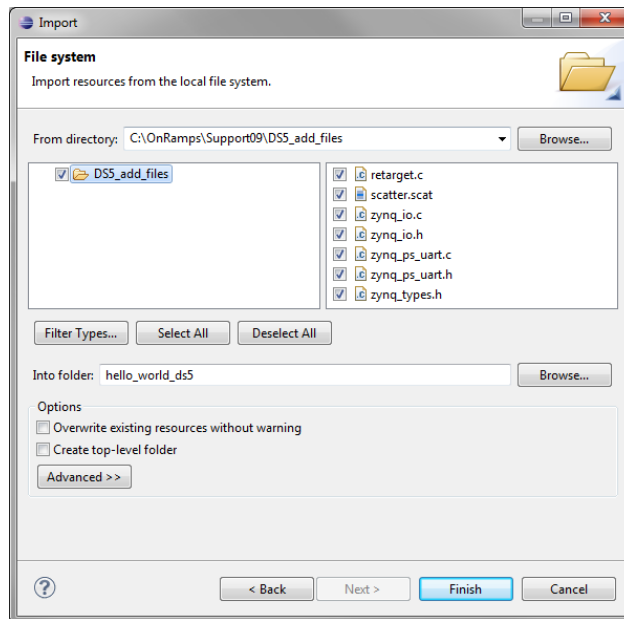 Import
File system
Import resources from the local file system.
From directory: C:\OnRamps\Support09\DS5_add_files Browse...
DS5_add_files
retarget.c
scatter.scat
zynq_io.c
zynq_io.h
zynq_ps_uart.c
zynq_ps_uart.h
zynq_types.h
Filter Types... Select All Deselect All
Into folder: hello_world_ds5 Browse...
Options
Overwrite existing resources without warning
Create top-level folder
Advanced >>
? < Back Next > Finish Cancel